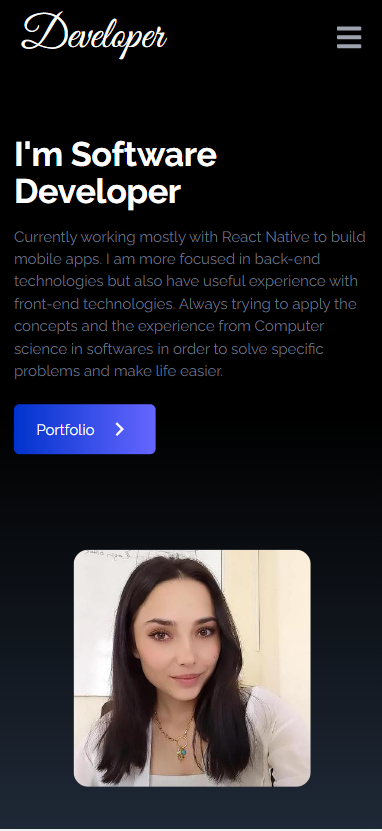 Developer
I'm Software
Developer
Currently working mostly with React Native to build
mobile apps. I am more focused in back-end
technologies but also have useful experience with
front-end technologies. Always trying to apply the
concepts and the experience from Computer
science in softwares in order to solve specific
problems and make life easier.
Portfolio